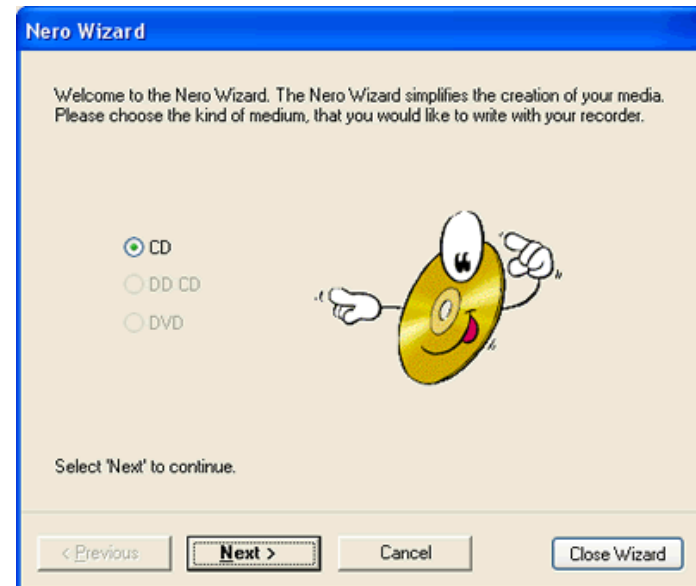 Nero Wizard
Welcome to the Nero Wizard. The Nero Wizard simplifies the creation of your media.
Please choose the kind of medium, that you would like to write with your recorder.
CD
DD CD
DVD
Select 'Next' to continue.
< Previous
Next >
Cancel
Close Wizard